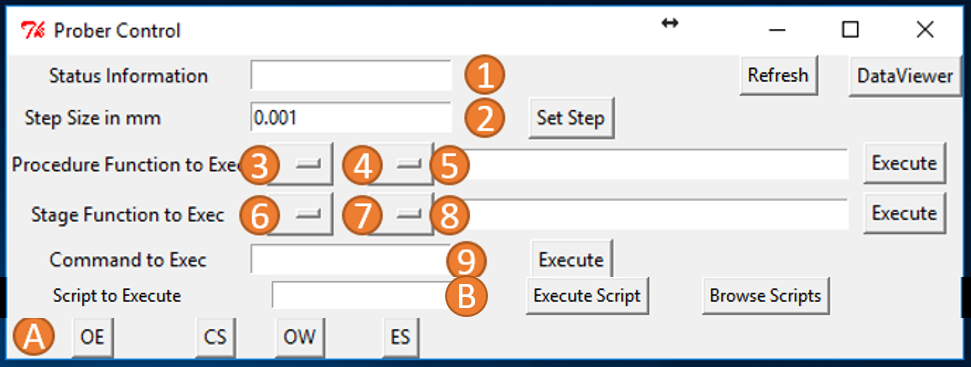 Prober Control
Status Information 1 Refresh DataViewer
Step Size in mm 0.001 2 Set Step
Procedure Function to Exec 3 4 5 Execute
Stage Function to Exec 6 7 8 Execute
Command to Exec 9 Execute
Script to Execute B Execute Script Browse Scripts
A OE CS OW ES